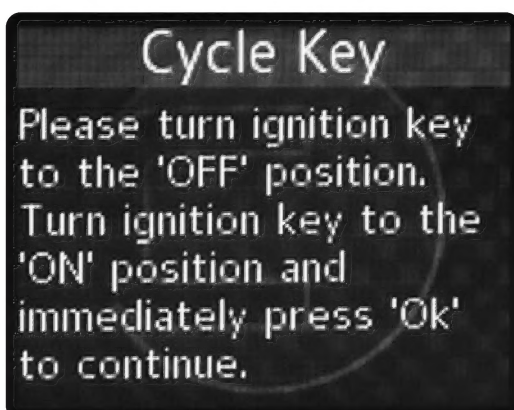 Cycle Key
Please turn ignition key
to the 'OFF' position.
Turn ignition key to the
'ON' position and
immediately press 'Ok'
to continue.